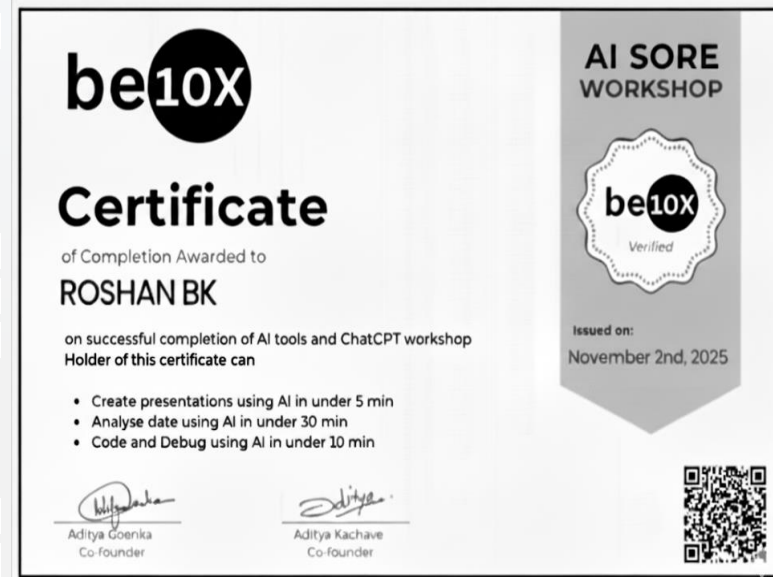 be10X
Certificate
of Completion Awarded to
ROSHAN BK
on successful completion of AI tools and ChatCPT workshop
Holder of this certificate can
• Create presentations using AI in under 5 min
• Analyse date using AI in under 30 min
• Code and Debug using AI in under 10 min
Aditya Goenka
Co-founder
Aditya
Aditya Kachave
Co-founder
AI SORE
WORKSHOP
be10X
Verified
Issued on:
November 2nd, 2025